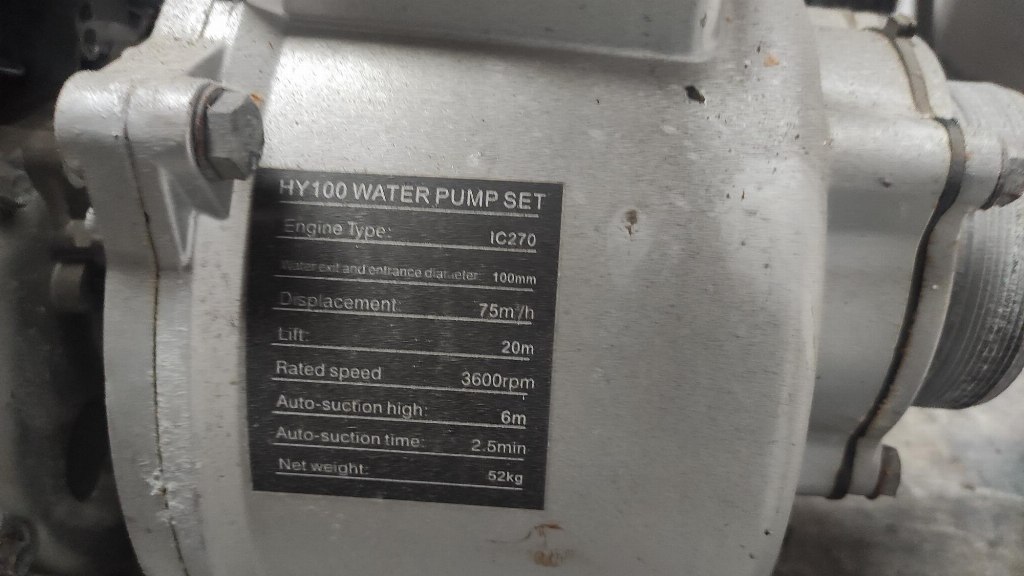 HY100 WATER PUMP SET
Engine Type: IC270
Water exit and entrance diameter 100mm
Displacement: 75m³/h
Lift: 20m
Rated speed 3600rpm
Auto-suction high: 6m
Auto-suction time: 2.5min
Net weight: 52kg